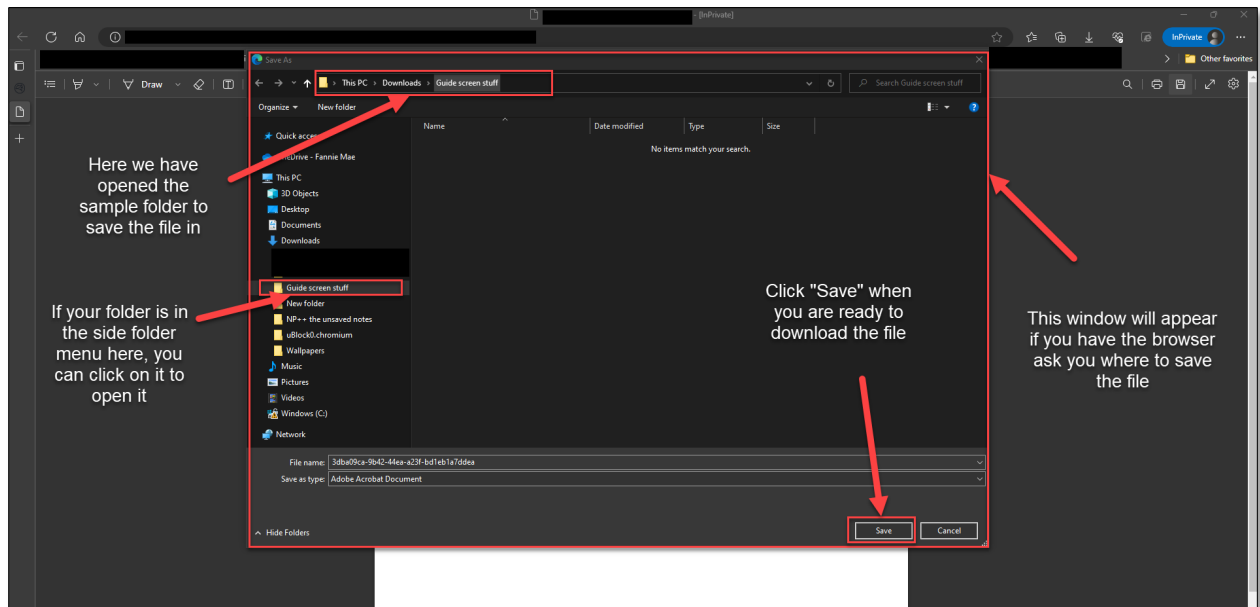 - [InPrivate]
InPrivate
Other favorites
Draw
Save As
This PC > Downloads > Guide screen stuff
Search Guide screen stuff
Organize
New folder
Name
Date modified
Type
Size
No items match your search.
Quick access
OneDrive - Fannie Mae
This PC
3D Objects
Desktop
Documents
Downloads
Guide screen stuff
New folder
NP++ the unsaved notes
uBlock0.chromium
Wallpapers
Music
Pictures
Videos
Windows (C:)
Network
File name: 3dba09ca-9b42-44ea-a23f-bd1eb1a7ddea
Save as type: Adobe Acrobat Document
Hide Folders
Save
Cancel
Here we have
opened the
sample folder to
save the file in
If your folder is in
the side folder
menu here, you
can click on it to
open it
Click "Save" when
you are ready to
download the file
This window will appear
if you have the browser
ask you where to save
the file